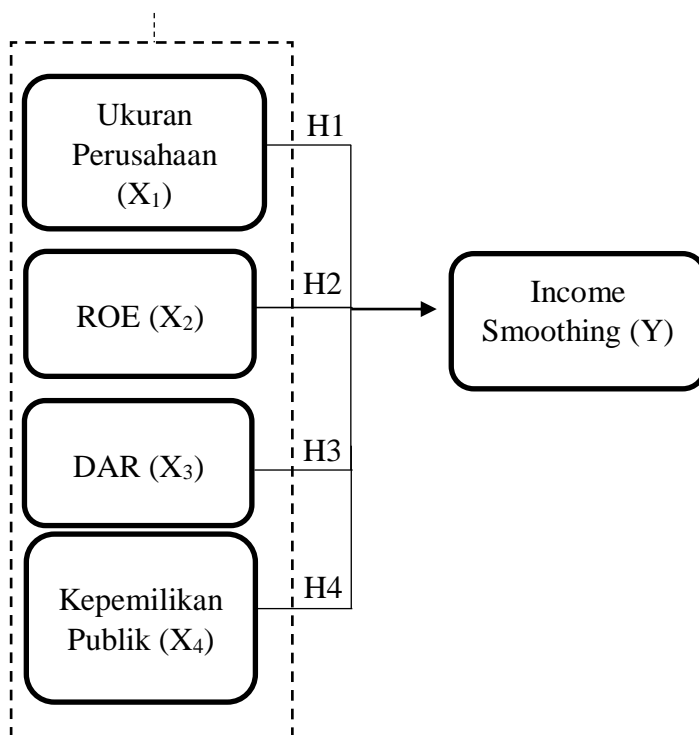 Ukuran
Perusahaan
(X₁)
H1
ROE (X₂)
H2
Income
Smoothing (Y)
DAR (X₃)
H3
Kepemilikan
Publik (X₄)
H4